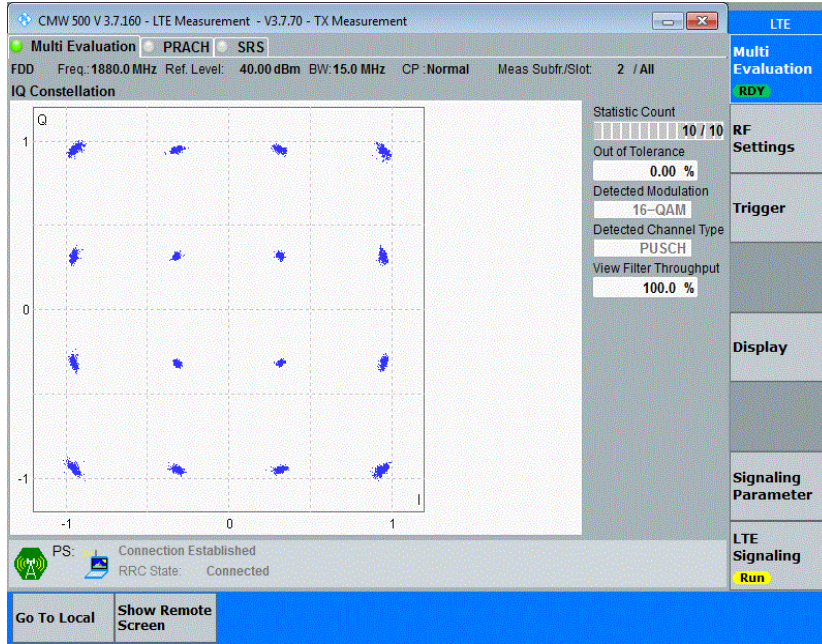 CMW 500 V 3.7.160 - LTE Measurement - V3.7.70 - TX Measurement
LTE
Multi Evaluation PRACH SRS
FDD Freq.: 1880.0 MHz Ref. Level: 40.00 dBm BW: 15.0 MHz CP : Normal Meas Subfr./Slot: 2 / All
IQ Constellation
Q
1
0
-1
-1 0 1
I
Statistic Count
10 / 10
Out of Tolerance
0.00 %
Detected Modulation
16-QAM
Detected Channel Type
PUSCH
View Filter Throughput
100.0 %
Multi
Evaluation
RDY
RF
Settings
Trigger
Display
Signaling
Parameter
LTE
Signaling
Run
PS: Connection Established
RRC State: Connected
Go To Local
Show Remote
Screen